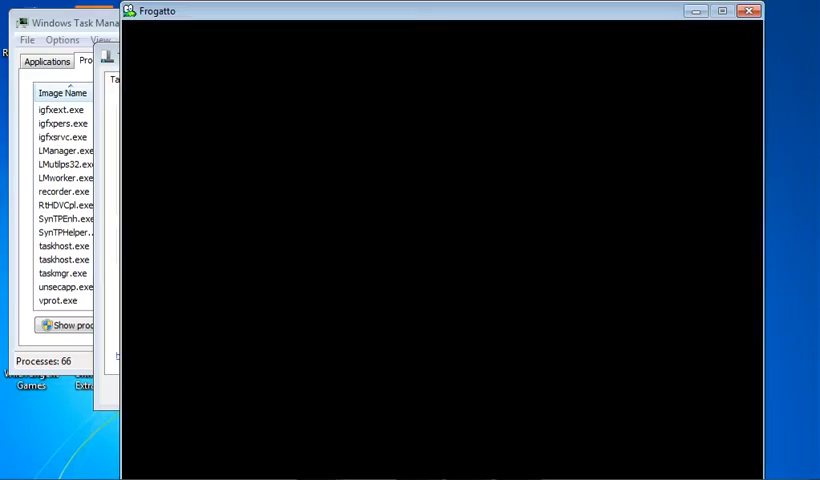 Frogatto
Windows Task Mana
File Options View
Applications Pro
Ta
Image Name
igfxext.exe
igfxpers.exe
igfxsrvc.exe
LManager.exe
LMutilps32.exe
LMworker.exe
recorder.exe
RtHDVCpl.exe
SynTPEnh.exe
SynTPHelper..
taskhost.exe
taskhost.exe
taskmgr.exe
unsecapp.exe
vprot.exe
Show proc
Processes: 66
Games
Extra